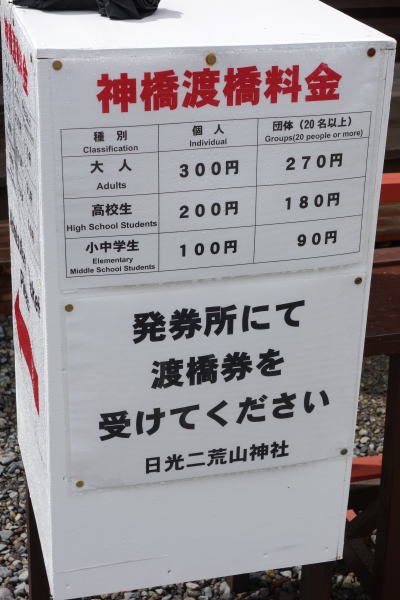 神橋渡橋料金
種別 個人 団体(20名以上)
Classification Individual Groups(20 people or more)
大人 300円 270円
Adults
高校生 200円 180円
High School Students
小中学生 100円 90円
Elementary
Middle School Students
発券所にて
渡橋券を
受けてください
日光二荒山神社